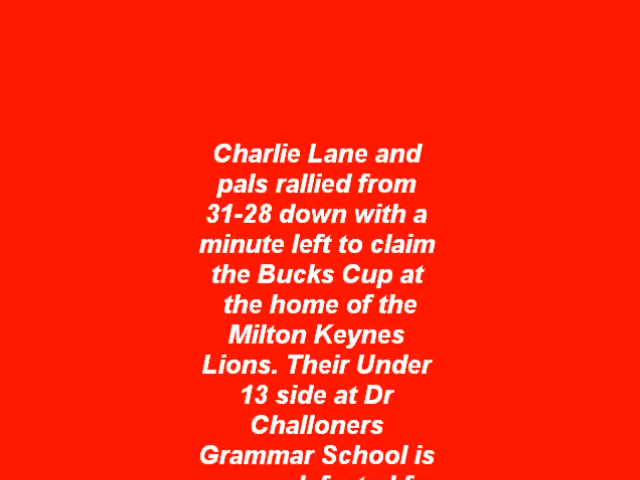 Charlie Lane and
pals rallied from
31-28 down with a
minute left to claim
the Bucks Cup at
the home of the
Milton Keynes
Lions. Their Under
13 side at Dr
Challoners
Grammar School is